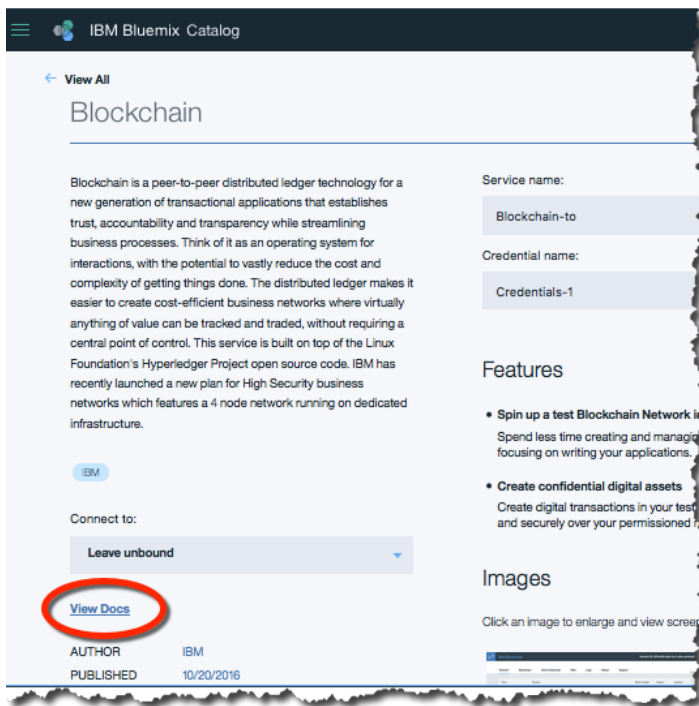 IBM Bluemix Catalog
View All
Blockchain
Blockchain is a peer-to-peer distributed ledger technology for a
new generation of transactional applications that establishes
trust, accountability and transparency while streamlining
business processes. Think of it as an operating system for
interactions, with the potential to vastly reduce the cost and
complexity of getting things done. The distributed ledger makes it
easier to create cost-efficient business networks where virtually
anything of value can be tracked and traded, without requiring a
central point of control. This service is built on top of the Linux
Foundation's Hyperledger Project open source code. IBM has
recently launched a new plan for High Security business
networks which features a 4 node network running on dedicated
infrastructure.
IBM
Connect to:
Leave unbound
View Docs
AUTHOR IBM
PUBLISHED 10/20/2016
Service name:
Blockchain-to
Credential name:
Credentials-1
Features
• Spin up a test Blockchain Network
Spend less time creating and
focusing on writing your applications.
• Create confidential digital assets
Create digital transactions in your test
and securely over your permissioned
Images
Click an image to enlarge and view